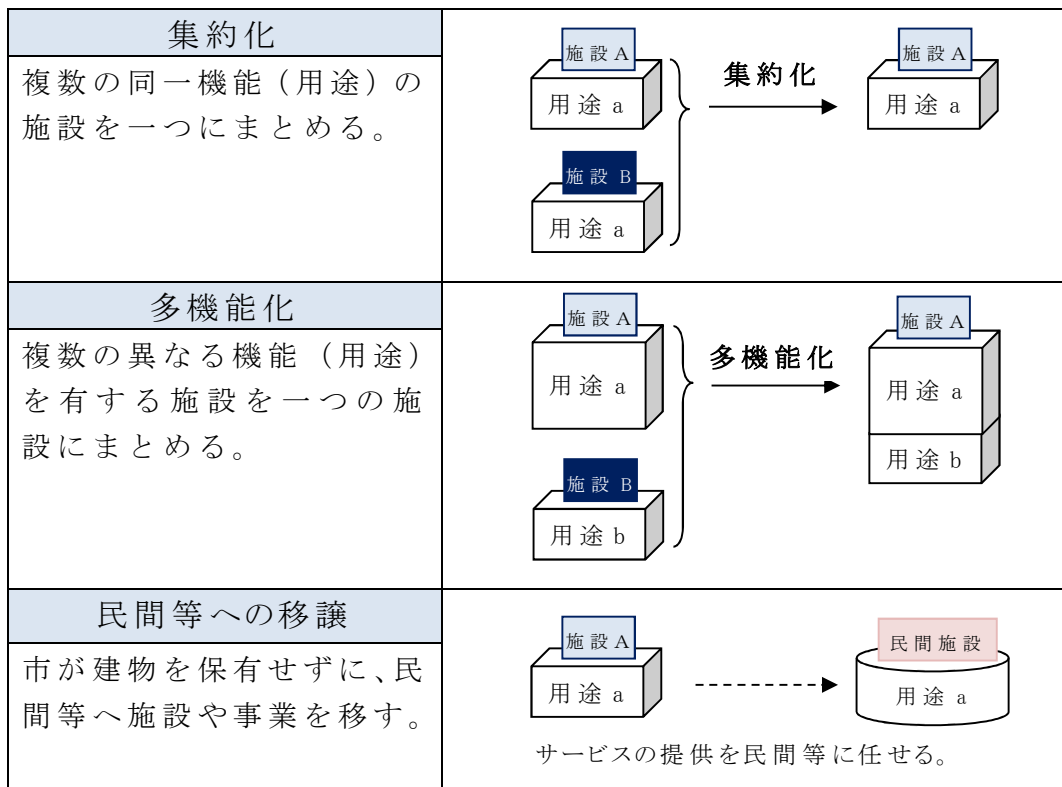 集約化
複数の同一機能（用途）の
施設を一つにまとめる。
施設A
用途 a
施設 B
用途 a
集約化
施設A
用途 a
多機能化
複数の異なる機能（用途）
を有する施設を一つの施
設にまとめる。
施設A
用途 a
施設 B
用途 b
多機能化
施設A
用途 a
用途 b
民間等への移譲
市が建物を保有せずに、民
間等へ施設や事業を移す。
施設A
用途 a
民間施設
用途 a
サービスの提供を民間等に任せる。